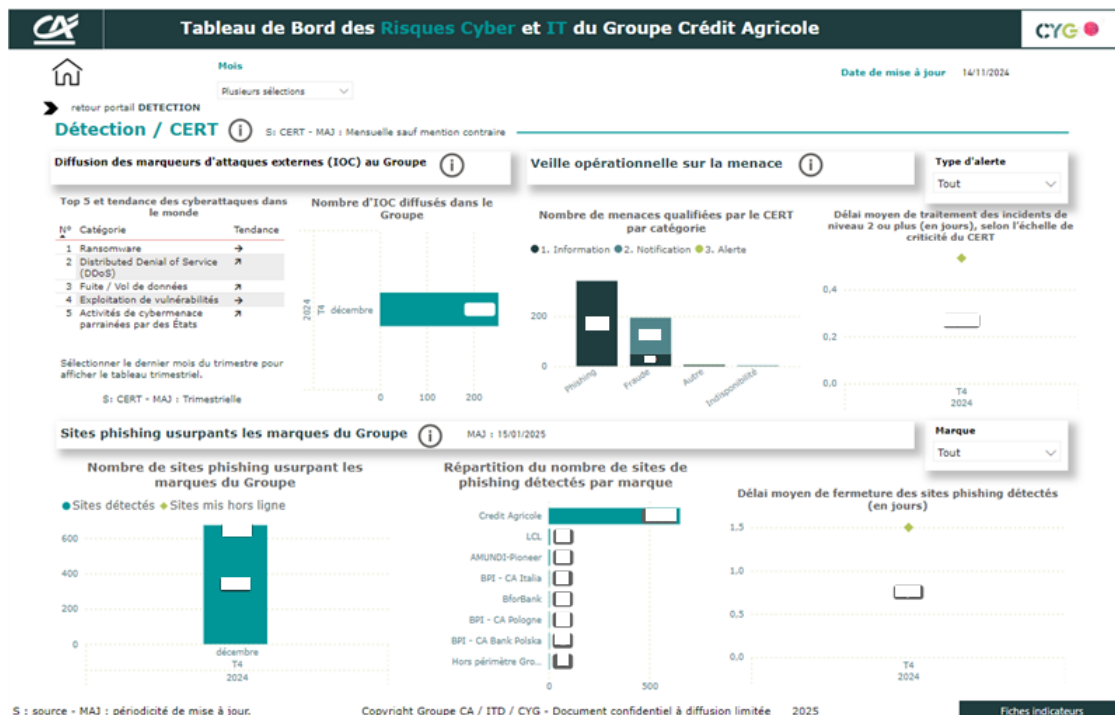 CA
Tableau de Bord des Risques Cyber et IT du Groupe Crédit Agricole
CYG
Mois
Plusieurs sélections
Date de mise à jour 14/11/2024
retour portail DETECTION
Détection / CERT
S: CERT - MAJ : Mensuelle sauf mention contraire
Diffusion des marqueurs d'attaques externes (IOC) au Groupe
Veille opérationnelle sur la menace
Type d'alerte
Tout
Top 5 et tendance des cyberattaques dans
le monde
Nº Catégorie Tendance
1 Ransomware →
2 Distributed Denial of Service
(DDoS) ↗
3 Fuite / Vol de données ↗
4 Exploitation de vulnérabilités →
5 Activités de cybermenace
parrainées par des États ↗
Sélectionner le dernier mois du trimestre pour
afficher le tableau trimestriel.
S: CERT - MAJ : Trimestrielle
Nombre d'IOC diffusés dans le
Groupe
2024
T4
décembre
0 100 200
Nombre de menaces qualifiées par le CERT
par catégorie
1. Information 2. Notification 3. Alerte
200
0
Phishing
Fraude
Autre
Indisponibilité
Délai moyen de traitement des incidents de
niveau 2 ou plus (en jours), selon l'échelle de
criticité du CERT
0,4
0,2
0,0
T4
2024
Sites phishing usurpants les marques du Groupe
MAJ : 15/01/2025
Marque
Tout
Nombre de sites phishing usurpant les
marques du Groupe
Sites détectés Sites mis hors ligne
600
400
200
0
décembre
T4
2024
Répartition du nombre de sites de
phishing détectés par marque
Credit Agricole
LCL
AMUNDI-Pioneer
BPI - CA Italia
BforBank
BPI - CA Pologne
BPI - CA Bank Polska
Hors périmètre Gro...
0 500
Délai moyen de fermeture des sites phishing détectés
(en jours)
1,5
1,0
0,5
0,0
T4
2024
S : source - MAJ : périodicité de mise à jour.
Copyright Groupe CA / ITD / CYG - Document confidentiel à diffusion limitée 2025
Fiches indicateurs